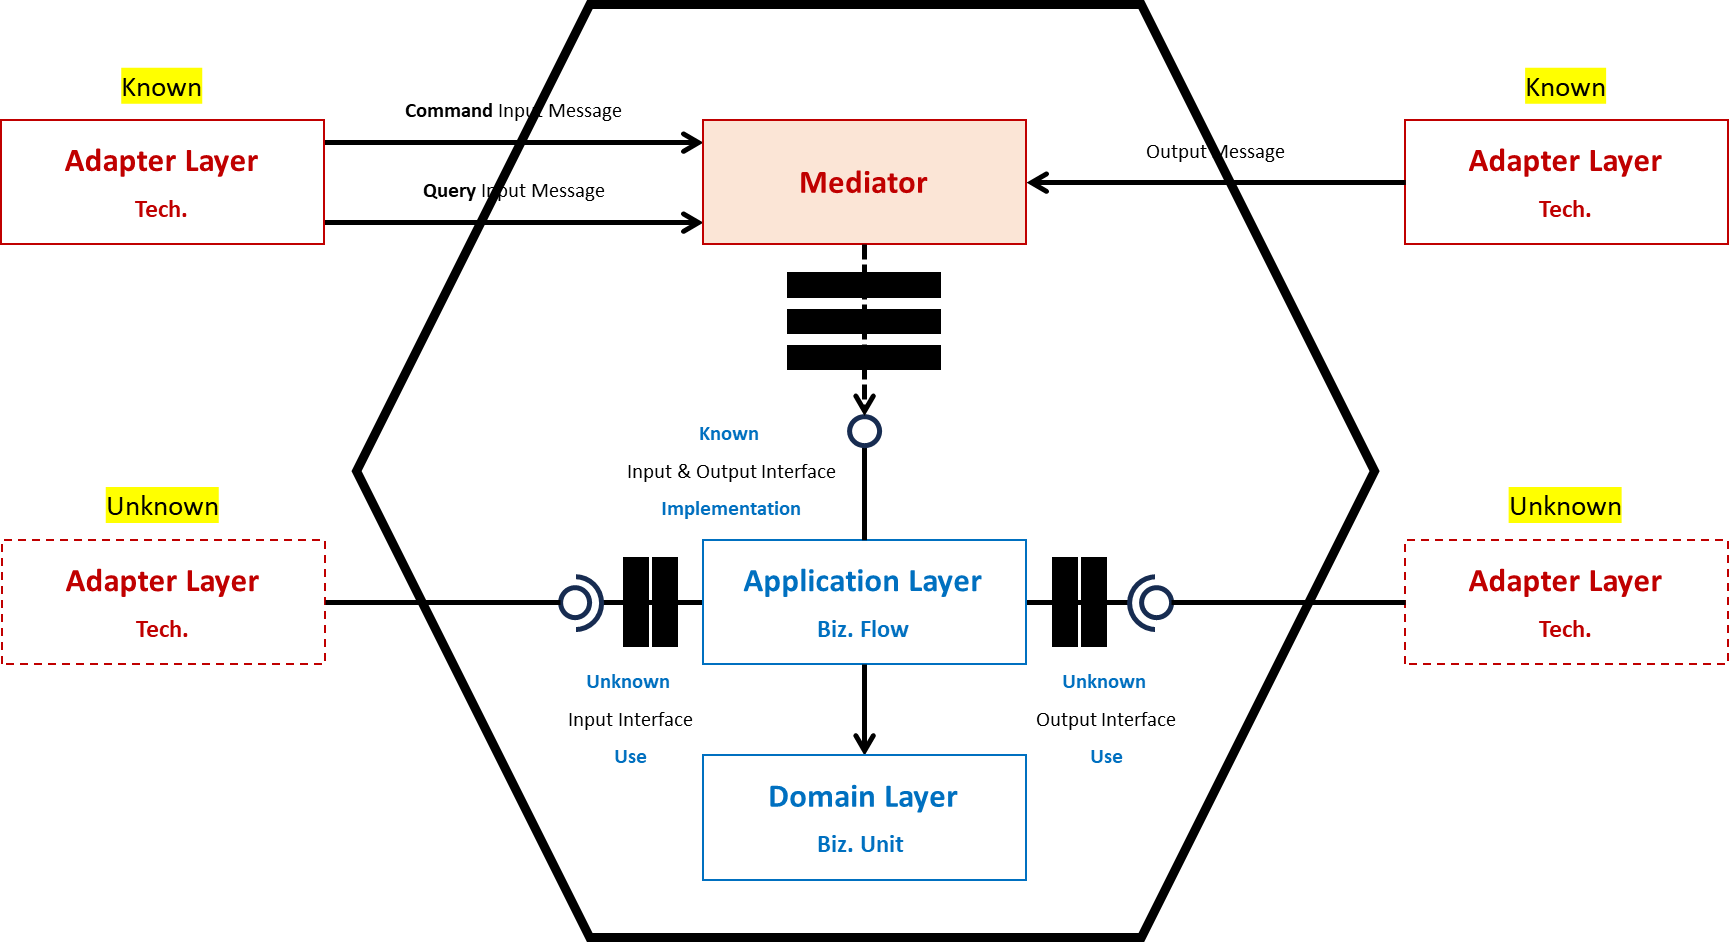 Known
Known
Command Input Message
Adapter Layer
Tech.
Query Input Message
Mediator
Output Message
Adapter Layer
Tech.
Known
Input & Output Interface
Implementation
Unknown
Unknown
Adapter Layer
Tech.
Application Layer
Biz. Flow
Adapter Layer
Tech.
Unknown
Input Interface
Use
Unknown
Output Interface
Use
Domain Layer
Biz. Unit